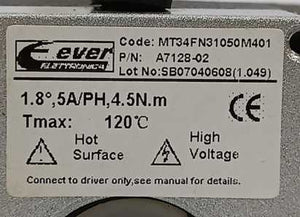 ever
ELETTRONICA
Code: MT34FN31050M401
P/N: A7128-02
Lot No:SB07040608(1.049)
1.8°,5A/PH,4.5N.m
Tmax: 120℃
CE
Hot Surface
High Voltage
Connect to driver only,see manual for details.